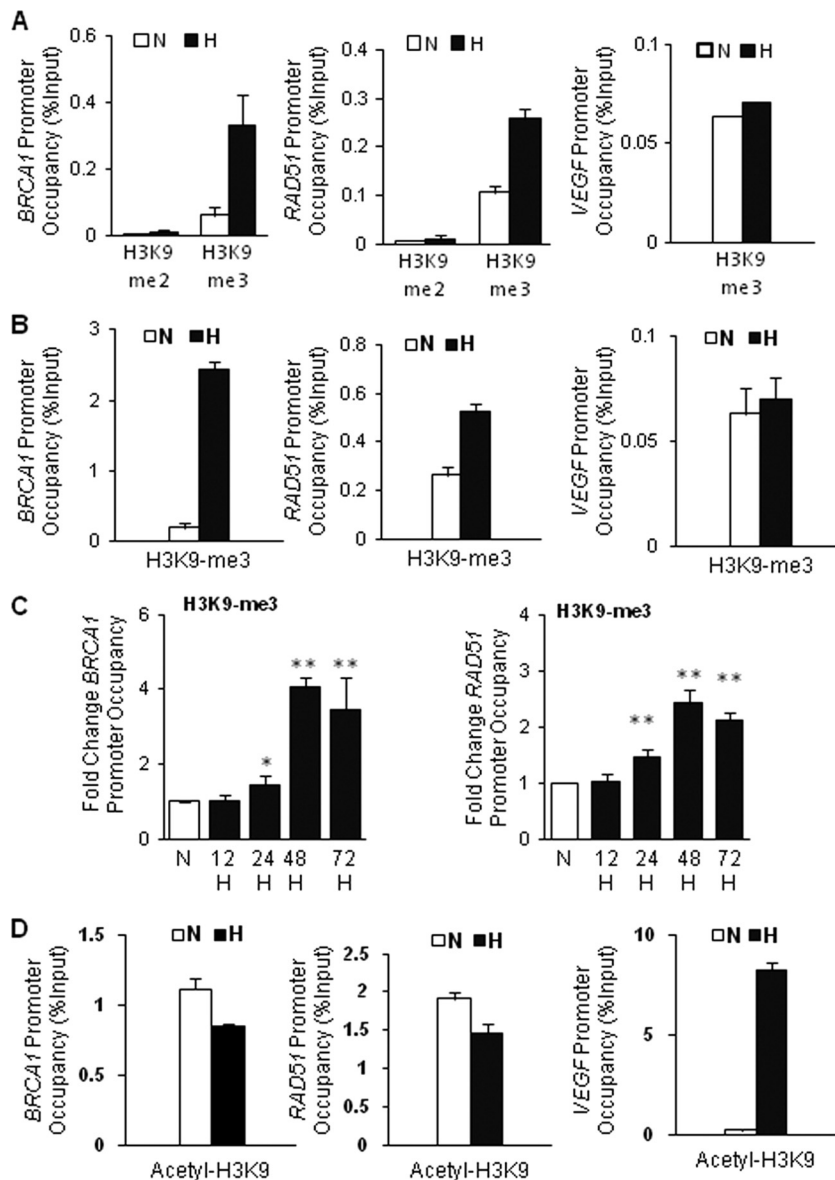 A
BRCA1 Promoter
Occupancy (%Input)
0.6
0.4
0.2
0
N H
H3K9
me2
H3K9
me3
RAD51 Promoter
Occupancy (%Input)
0.4
0.3
0.2
0.1
0
N H
H3K9
me2
H3K9
me3
VEGF Promoter
Occupancy (%Input)
0.1
0.05
0
N H
H3K9
me3
B
BRCA1 Promoter
Occupancy (%Input)
3
2
1
0
N H
H3K9-me3
RAD51 Promoter
Occupancy (%Input)
0.8
0.6
0.4
0.2
0
N H
H3K9-me3
VEGF Promoter
Occupancy (%Input)
0.1
0.05
0
N H
H3K9-me3
C
H3K9-me3
Fold Change BRCA1
Promoter Occupancy
6
4
2
0
*
**
**
N 12 24 48 72
H H H H
H3K9-me3
Fold Change RAD51
Promoter Occupancy
4
3
2
1
0
**
**
**
N 12 24 48 72
H H H H
D
BRCA1 Promoter
Occupancy (%Input)
1.5
1
0.5
0
N H
Acetyl-H3K9
RAD51 Promoter
Occupancy (%Input)
2.5
2
1.5
1
0.5
0
N H
Acetyl-H3K9
VEGF Promoter
Occupancy (%Input)
10
5
0
N H
Acetyl-H3K9